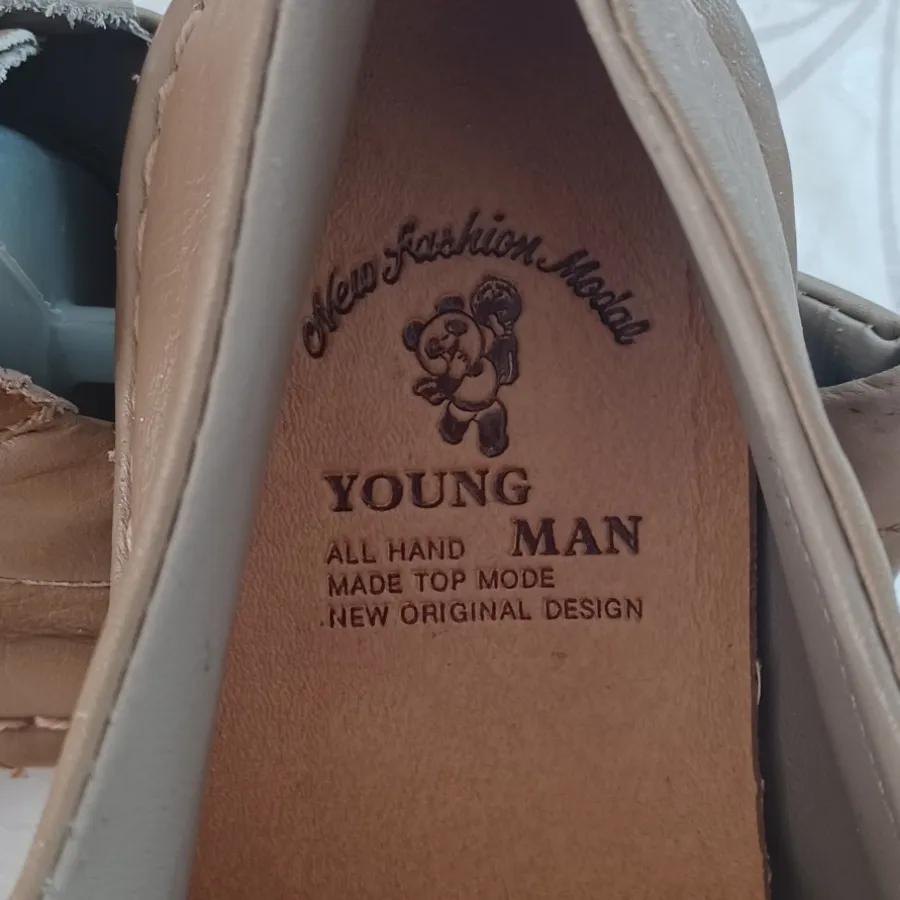 New Fashion Modal
YOUNG
MAN
ALL HAND
MADE TOP MODE
NEW ORIGINAL DESIGN